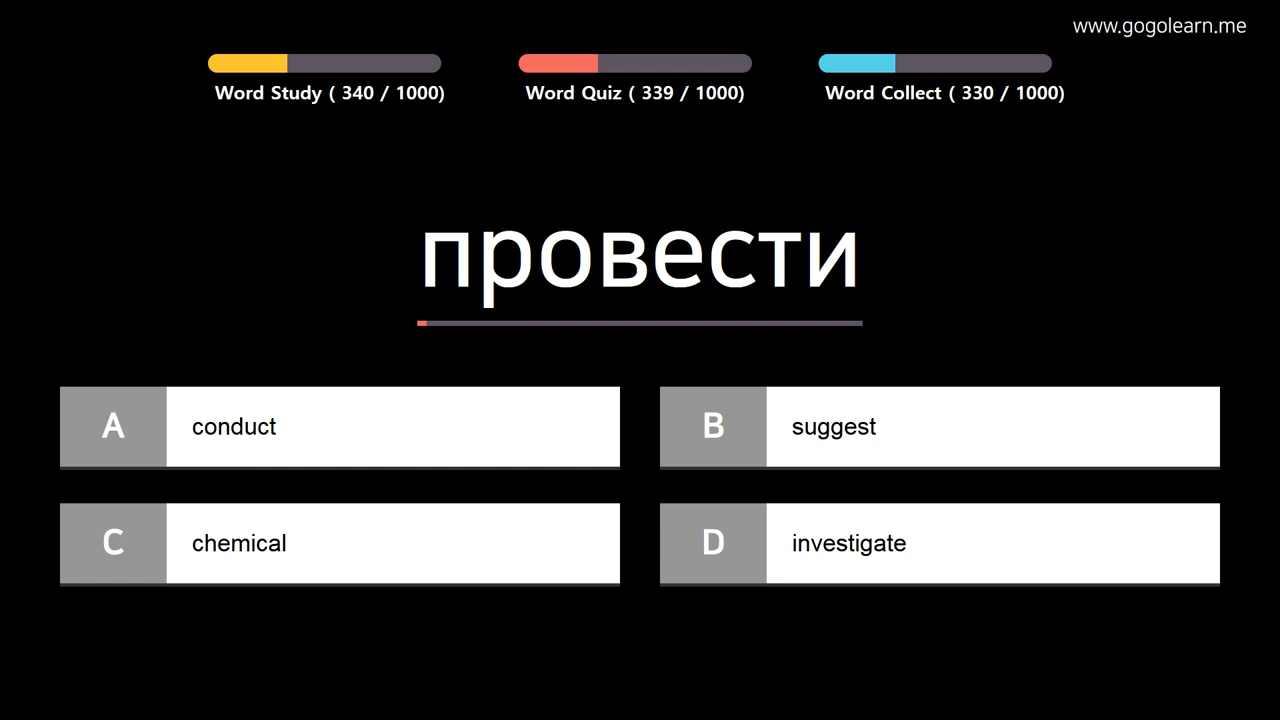 www.gogolearn.me
Word Study ( 340 / 1000)
Word Quiz ( 339 / 1000)
Word Collect ( 330 / 1000)
провести
A conduct
B suggest
C chemical
D investigate